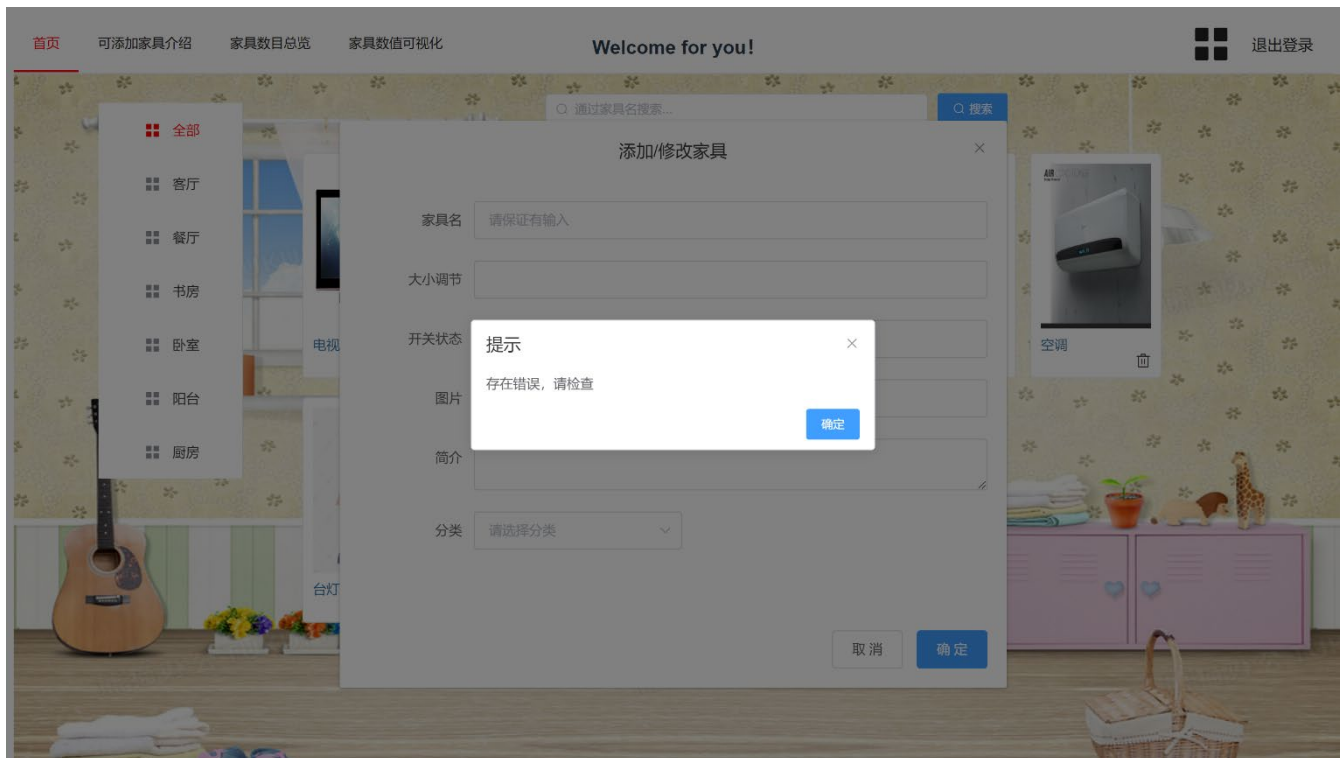 首页 可添加家具介绍 家具数目总览 家具数值可视化 Welcome for you! 退出登录
通过家具名搜索... 搜索
全部
客厅
餐厅
书房
卧室
阳台
厨房
添加/修改家具
家具名 请保证有输入
大小调节
开关状态
图片
简介
分类 请选择分类
取消 确定
提示
存在错误，请检查
确定
电视
空调
台灯